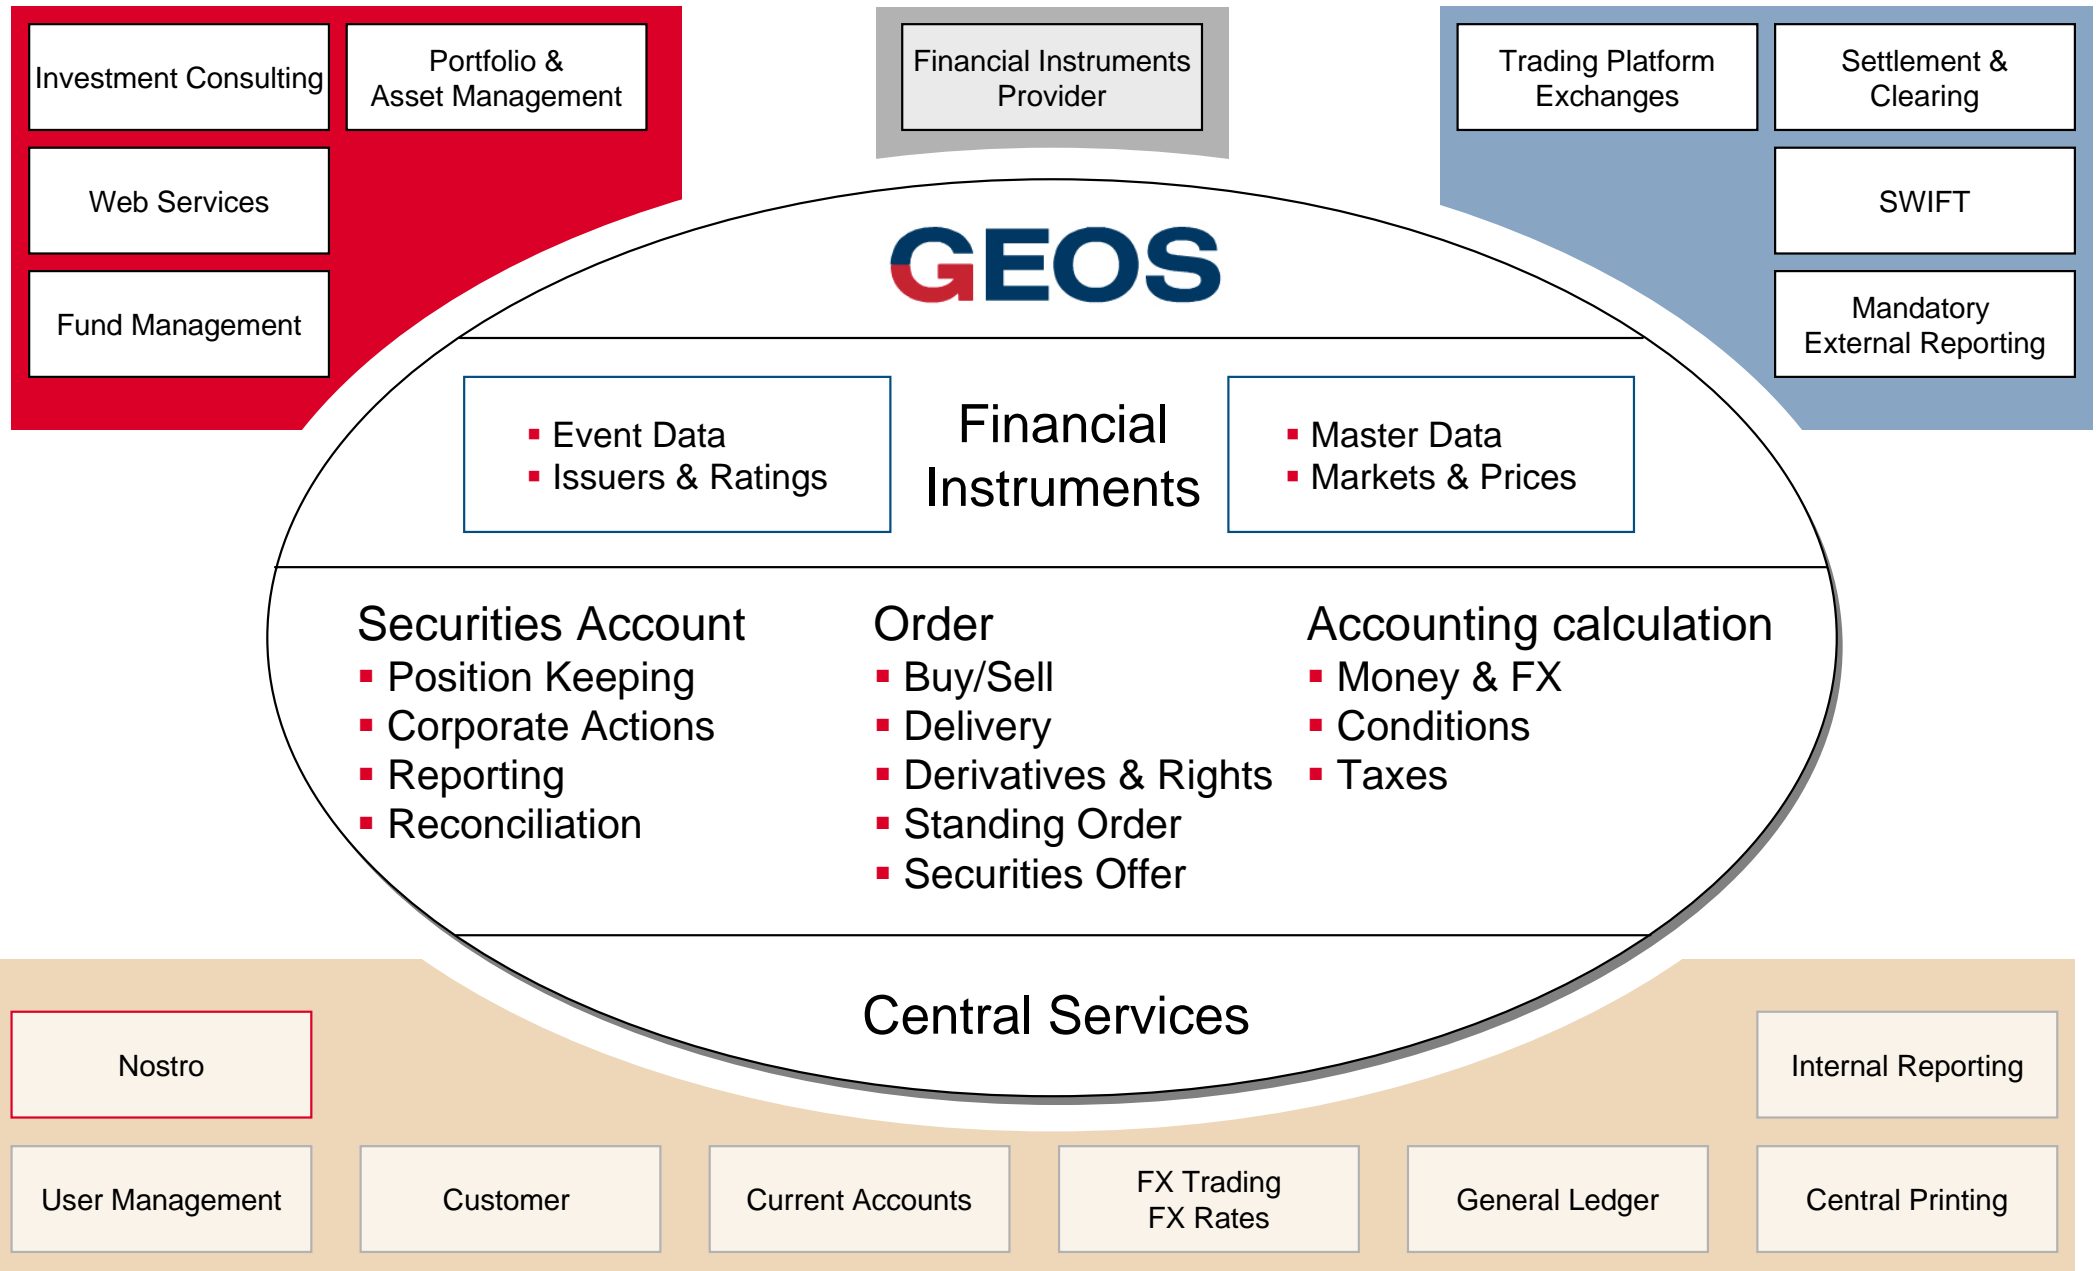 Investment Consulting
Portfolio &
Asset Management
Web Services
Fund Management
Financial Instruments
Provider
Trading Platform
Exchanges
Settlement &
Clearing
SWIFT
Mandatory
External Reporting
GEOS
▪ Event Data
▪ Issuers & Ratings
Financial
Instruments
▪ Master Data
▪ Markets & Prices
Securities Account
▪ Position Keeping
▪ Corporate Actions
▪ Reporting
▪ Reconciliation
Order
▪ Buy/Sell
▪ Delivery
▪ Derivatives & Rights
▪ Standing Order
▪ Securities Offer
Accounting calculation
▪ Money & FX
▪ Conditions
▪ Taxes
Central Services
Nostro
Internal Reporting
User Management
Customer
Current Accounts
FX Trading
FX Rates
General Ledger
Central Printing